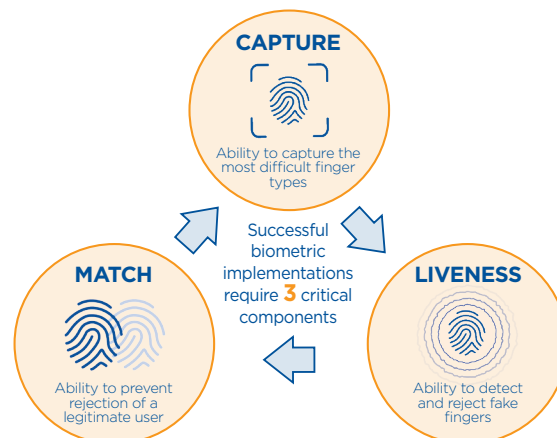 CAPTURE
Ability to capture the
most difficult finger
types
Successful
biometric
implementations
require 3 critical
components
MATCH
Ability to prevent
rejection of a
legitimate user
LIVENESS
Ability to detect
and reject fake
fingers